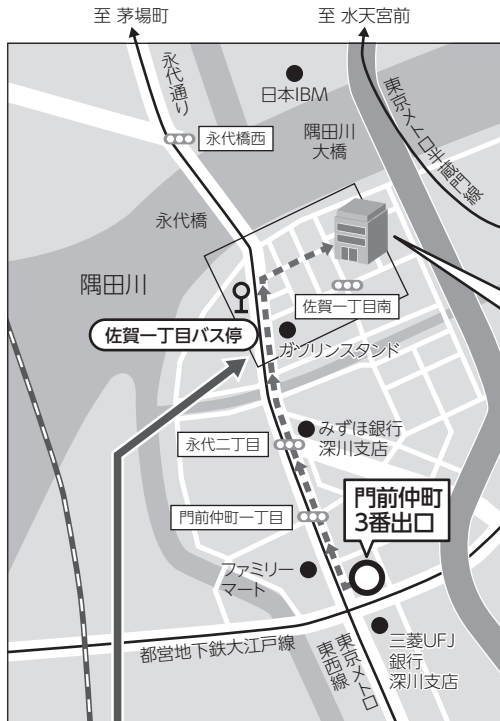 至 茅場町
至 水天宮前
永代通り
日本IBM
東京メトロ半蔵門線
永代橋西
隅田川
大橋
永代橋
隅田川
佐賀一丁目南
佐賀一丁目バス停
ガソリンスタンド
みずほ銀行
深川支店
永代二丁目
門前仲町
3番出口
門前仲町一丁目
ファミリー
マート
都営地下鉄大江戸線
東京メトロ
東西線
三菱UFJ
銀行
深川支店